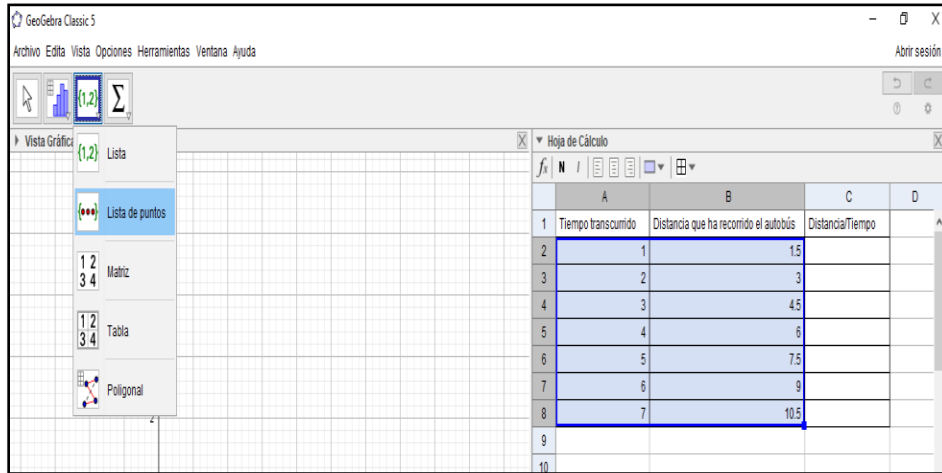 GeoGebra Classic 5
Archivo Edita Vista Opciones Herramientas Ventana Ayuda
Abrir sesión
{1,2}
Σ
Vista Gráfica
{1,2} Lista
Lista de puntos
1 2
3 4
Matriz
1 2
3 4
Tabla
Poligonal
2
Hoja de Cálculo
fx N I
A B C D
1 Tiempo transcurrido Distancia que ha recorrido el autobús Distancia/Tiempo
2 1 1.5
3 2 3
4 3 4.5
5 4 6
6 5 7.5
7 6 9
8 7 10.5
9
10